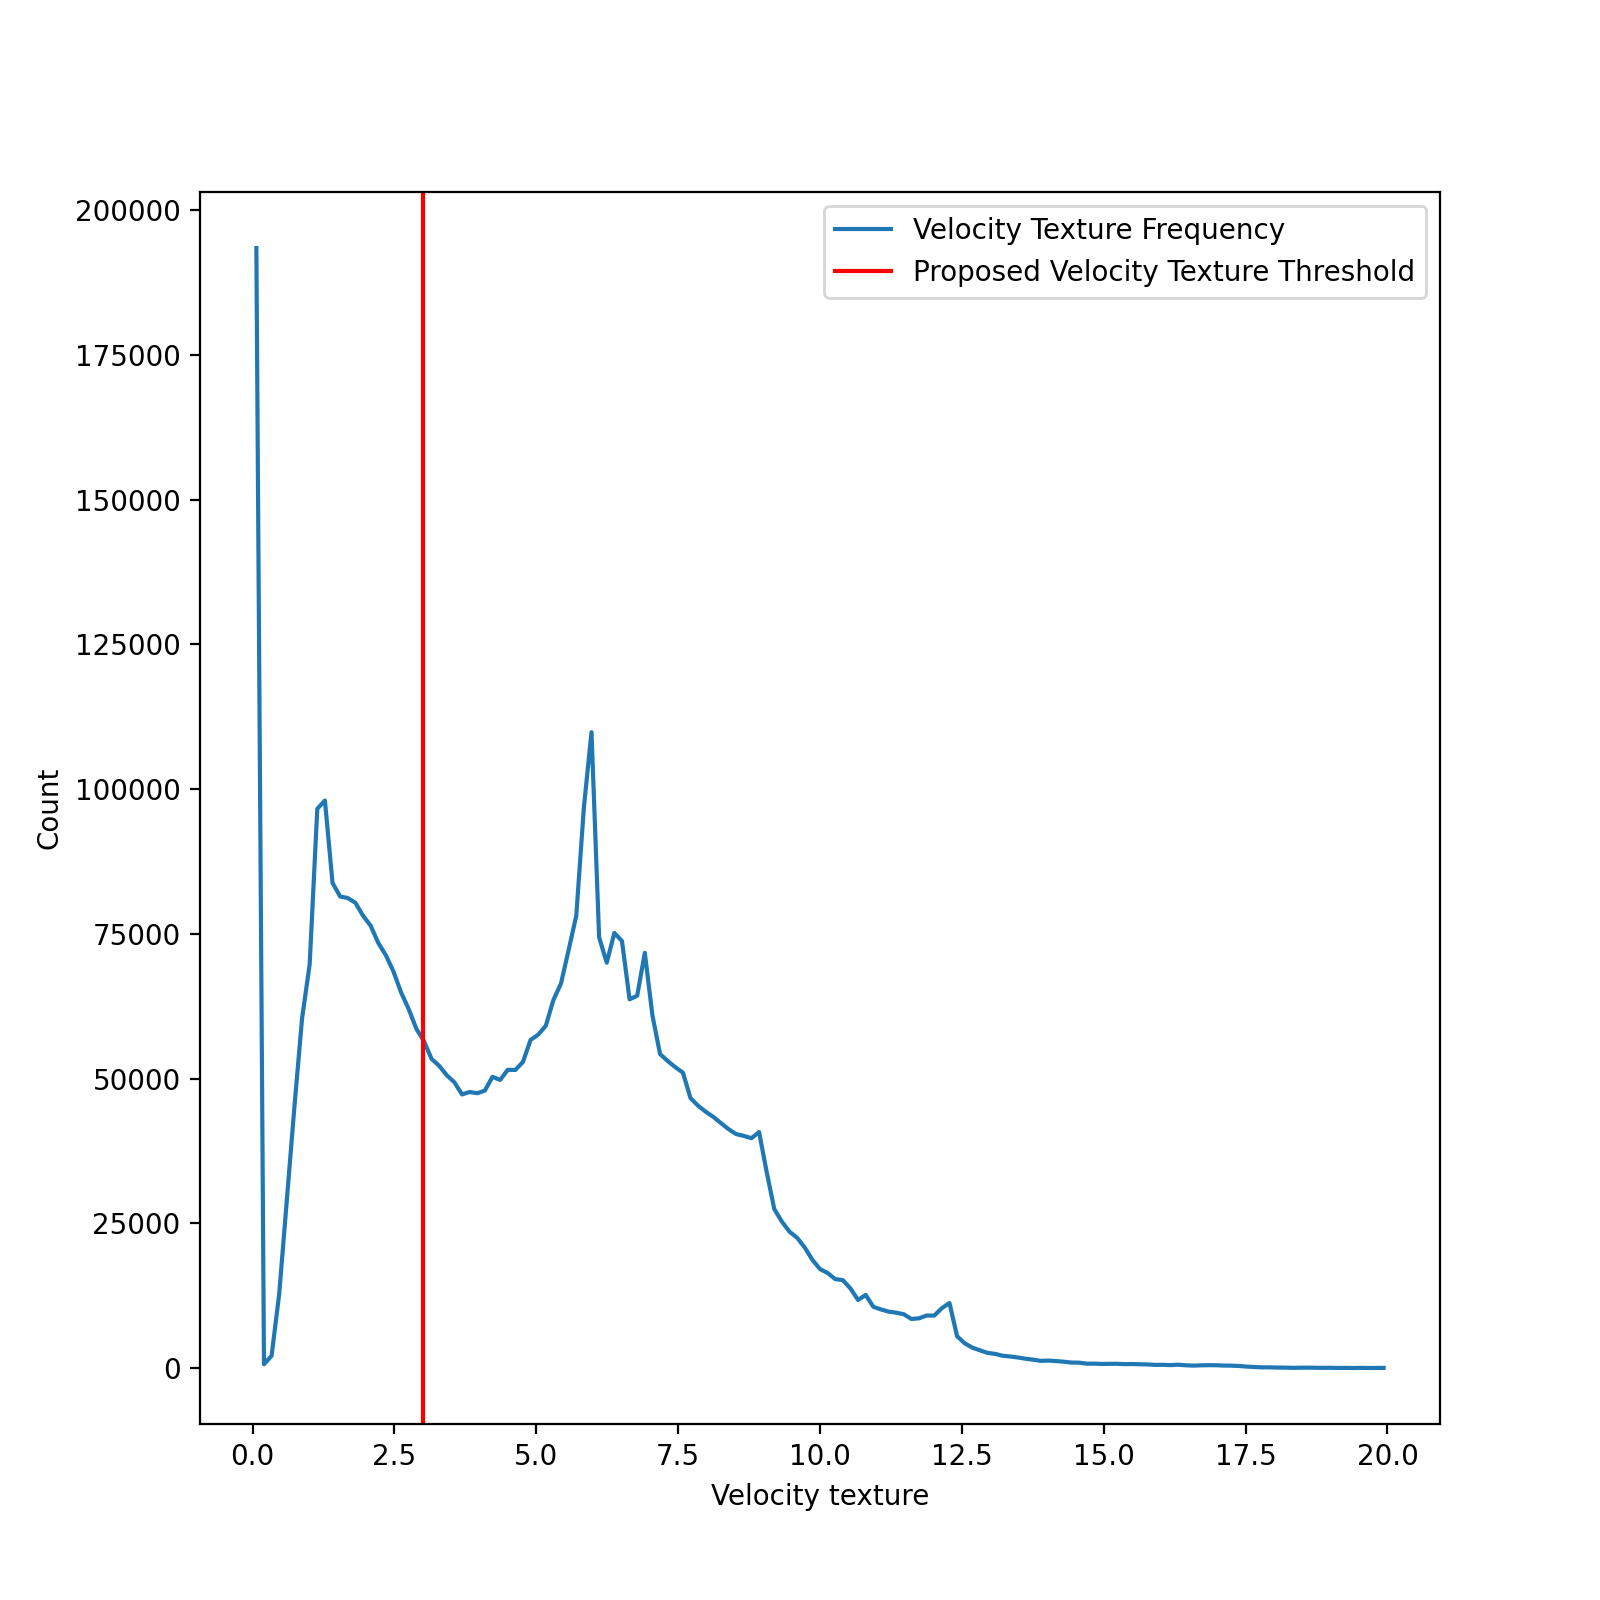 200000
175000
150000
125000
100000
75000
50000
25000
0
Count
Velocity Texture Frequency
Proposed Velocity Texture Threshold
0.0 2.5 5.0 7.5 10.0 12.5 15.0 17.5 20.0
Velocity texture